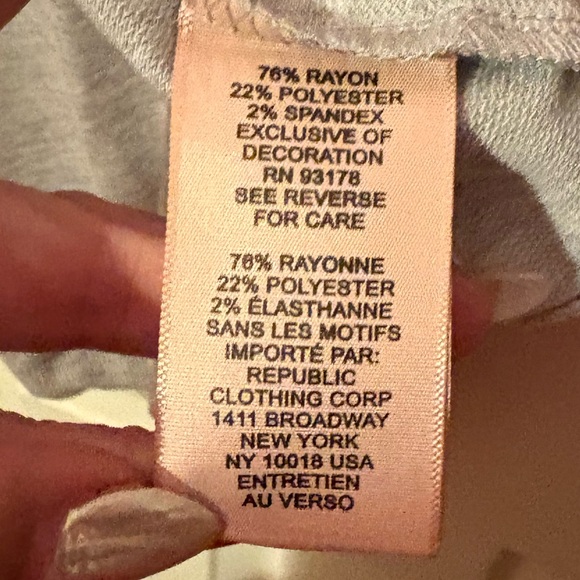 76% RAYON
22% POLYESTER
2% SPANDEX
EXCLUSIVE OF
DECORATION
RN 93178
SEE REVERSE
FOR CARE
76% RAYONNE
22% POLYESTER
2% ÉLASTHANNE
SANS LES MOTIFS
IMPORTÉ PAR:
REPUBLIC
CLOTHING CORP
1411 BROADWAY
NEW YORK
NY 10018 USA
ENTRETIEN
AU VERSO